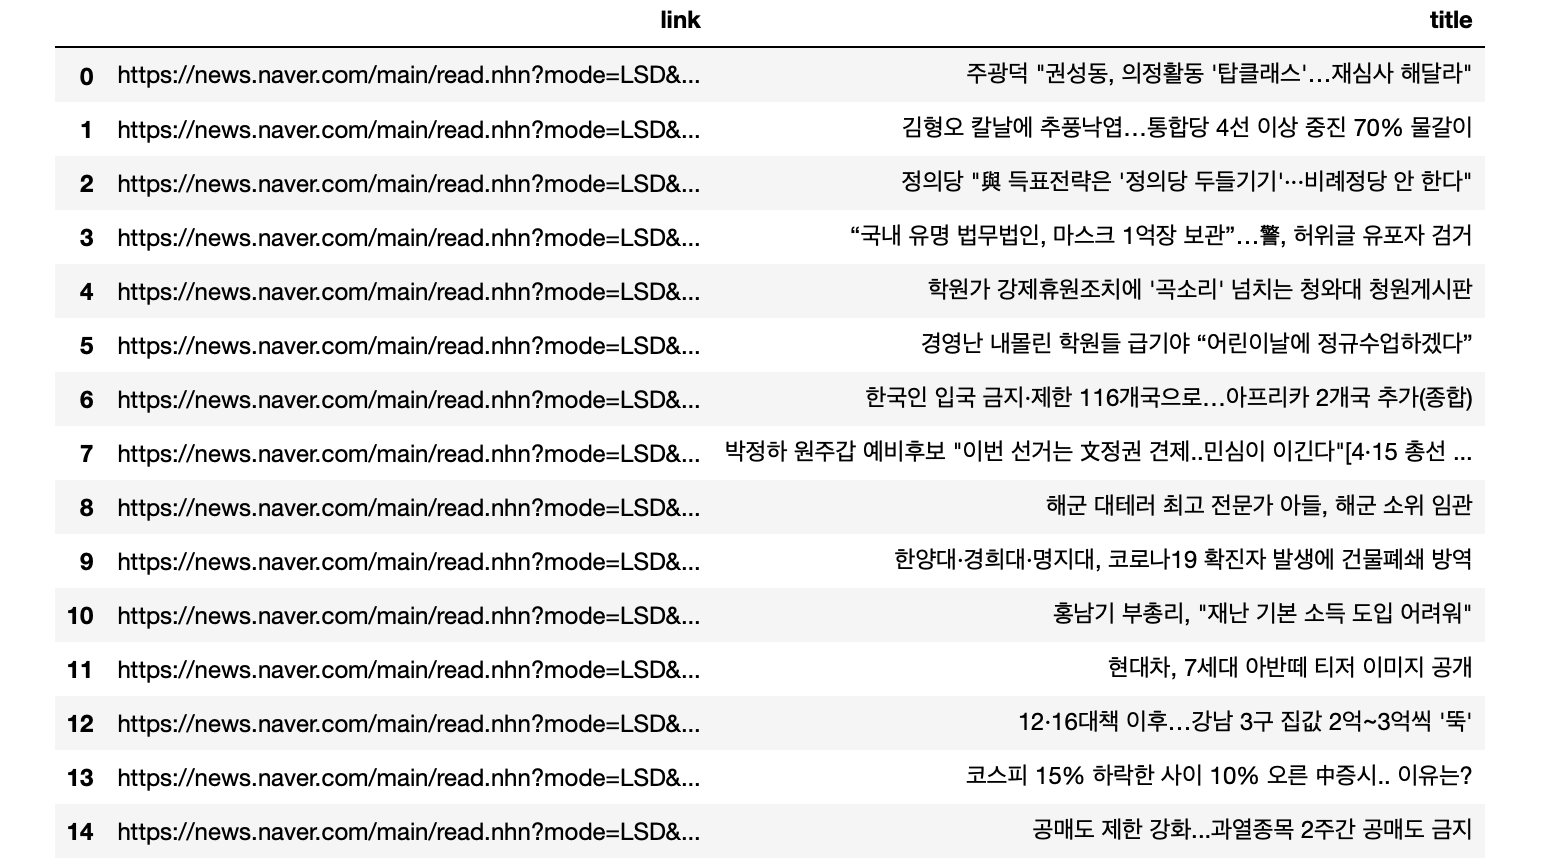 link title
0 https://news.naver.com/main/read.nhn?mode=LSD&... 주광덕 "권성동, 의정활동 '탑클래스'…재심사 해달라"
1 https://news.naver.com/main/read.nhn?mode=LSD&... 김형오 칼날에 추풍낙엽…통합당 4선 이상 중진 70% 물갈이
2 https://news.naver.com/main/read.nhn?mode=LSD&... 정의당 "與 득표전략은 '정의당 두들기기'···비례정당 안 한다"
3 https://news.naver.com/main/read.nhn?mode=LSD&... “국내 유명 법무법인, 마스크 1억장 보관”…警, 허위글 유포자 검거
4 https://news.naver.com/main/read.nhn?mode=LSD&... 학원가 강제휴원조치에 '곡소리' 넘치는 청와대 청원게시판
5 https://news.naver.com/main/read.nhn?mode=LSD&... 경영난 내몰린 학원들 급기야 “어린이날에 정규수업하겠다”
6 https://news.naver.com/main/read.nhn?mode=LSD&... 한국인 입국 금지·제한 116개국으로…아프리카 2개국 추가(종합)
7 https://news.naver.com/main/read.nhn?mode=LSD&... 박정하 원주갑 예비후보 "이번 선거는 文정권 견제..민심이 이긴다"[4·15 총선 ...
8 https://news.naver.com/main/read.nhn?mode=LSD&... 해군 대테러 최고 전문가 아들, 해군 소위 임관
9 https://news.naver.com/main/read.nhn?mode=LSD&... 한양대·경희대·명지대, 코로나19 확진자 발생에 건물폐쇄 방역
10 https://news.naver.com/main/read.nhn?mode=LSD&... 홍남기 부총리, "재난 기본 소득 도입 어려워"
11 https://news.naver.com/main/read.nhn?mode=LSD&... 현대차, 7세대 아반떼 티저 이미지 공개
12 https://news.naver.com/main/read.nhn?mode=LSD&... 12·16대책 이후…강남 3구 집값 2억~3억씩 '뚝'
13 https://news.naver.com/main/read.nhn?mode=LSD&... 코스피 15% 하락한 사이 10% 오른 中증시.. 이유는?
14 https://news.naver.com/main/read.nhn?mode=LSD&... 공매도 제한 강화...과열종목 2주간 공매도 금지